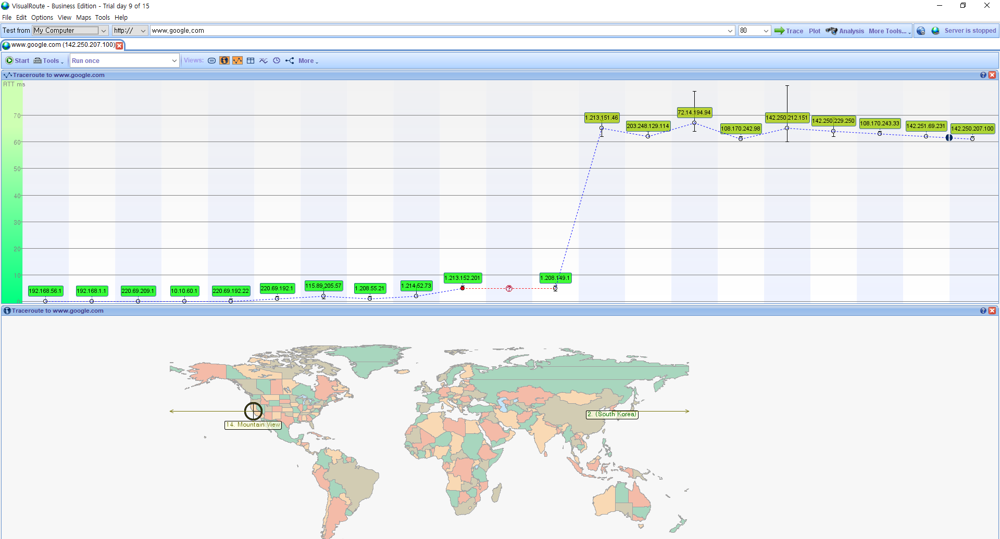 VisualRoute - Business Edition - Trial day 9 of 15
File Edit Options View Maps Tools Help
Test from My Computer http:// www.google.com 80 Trace Plot Analysis More Tools... Server is stopped
www.google.com (142.250.207.100)
Start Tools Run once Views: More
Traceroute to www.google.com
RTT ms
70
1.213.151.46 203.248.129.114 72.14.194.94 108.170.242.98 142.250.212.151 142.250.229.250 108.170.243.33 142.251.69.231 142.250.207.100
60
50
40
30
20
10
192.168.56.1 192.168.1.1 220.69.209.1 10.10.60.1 220.69.192.22 220.69.192.1 115.89.205.57 1.208.55.21 1.214.52.73 1.213.152.201 ? 1.208.149.1
0
Traceroute to www.google.com
2. (South Korea)
14. Mountain View